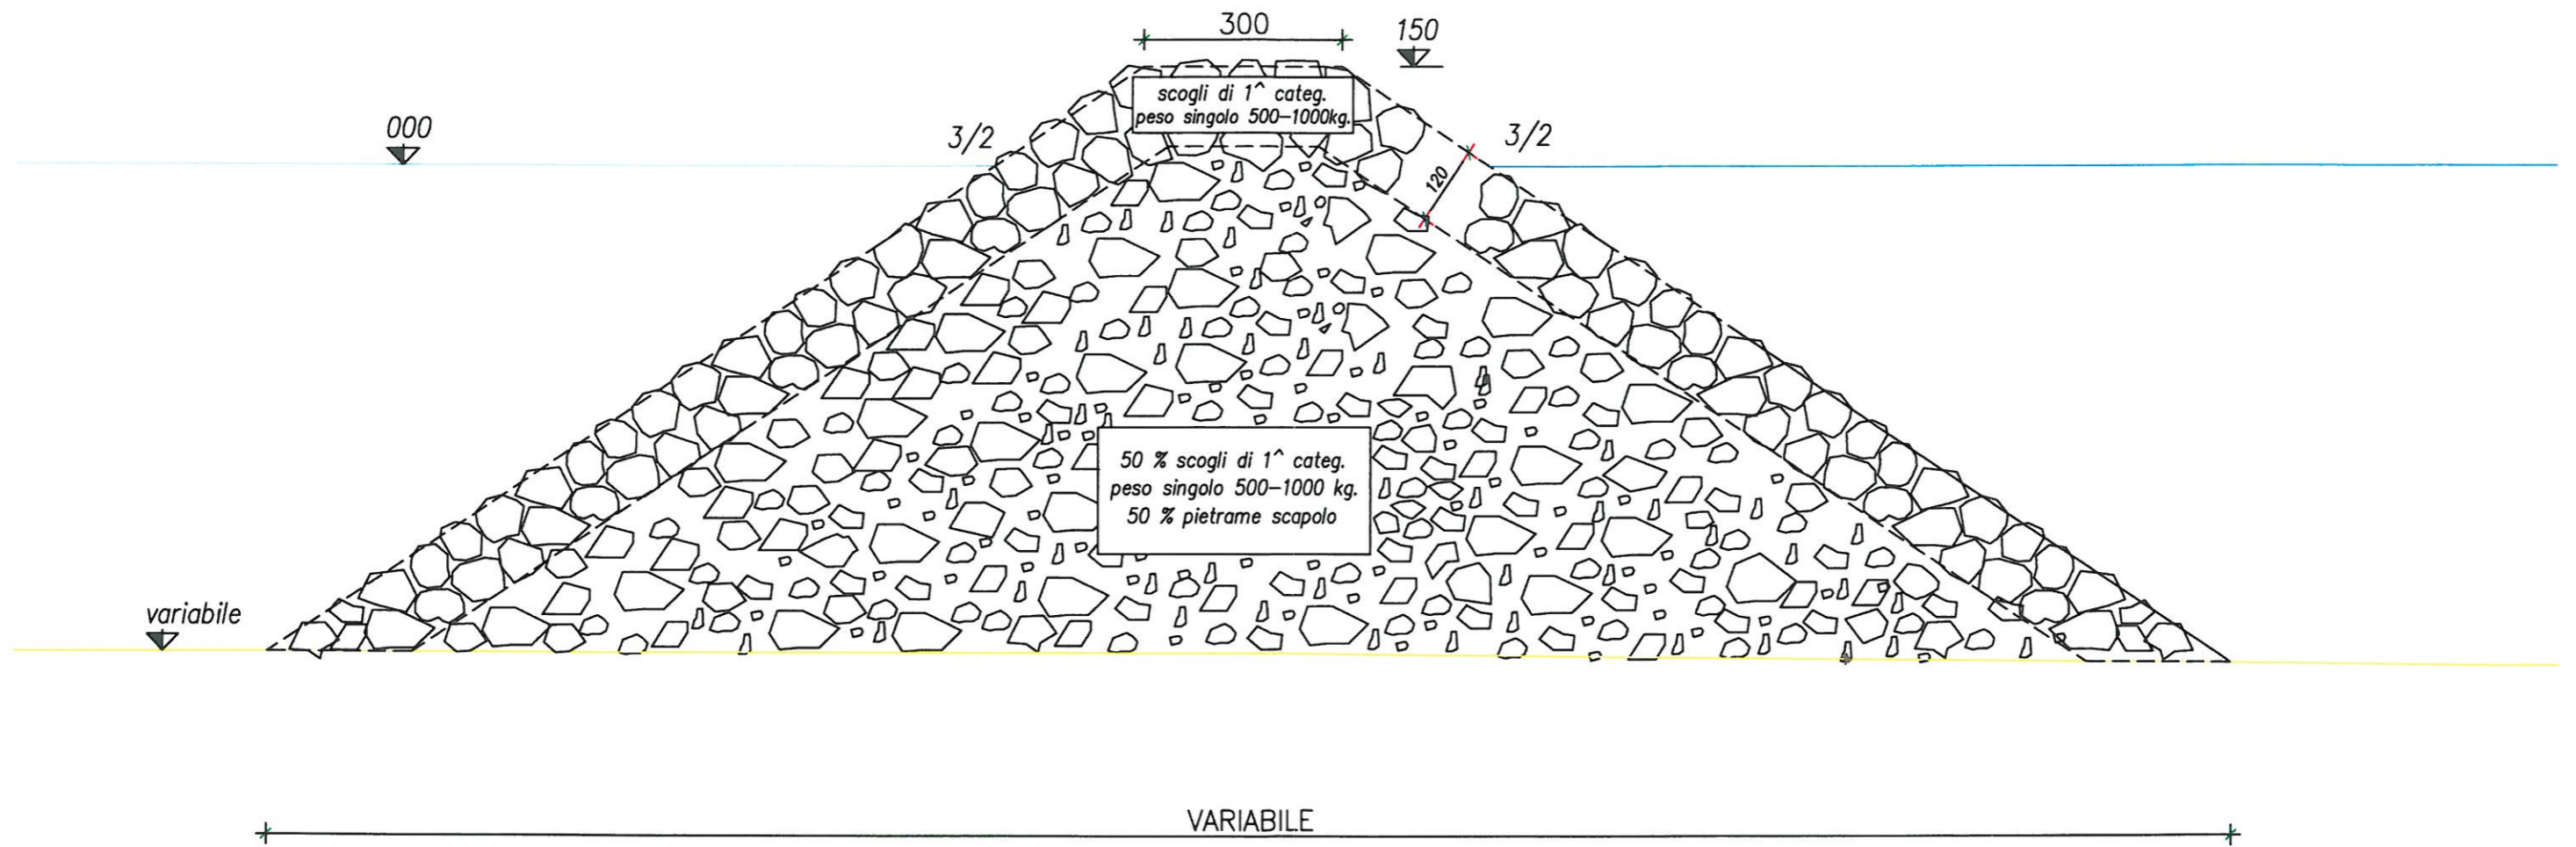 300
150
scogli di 1^ categ.
peso singolo 500-1000kg.
000
3/2
3/2
120
50 % scogli di 1^ categ.
peso singolo 500-1000 kg.
50 % pietrame scapolo
variabile
VARIABILE